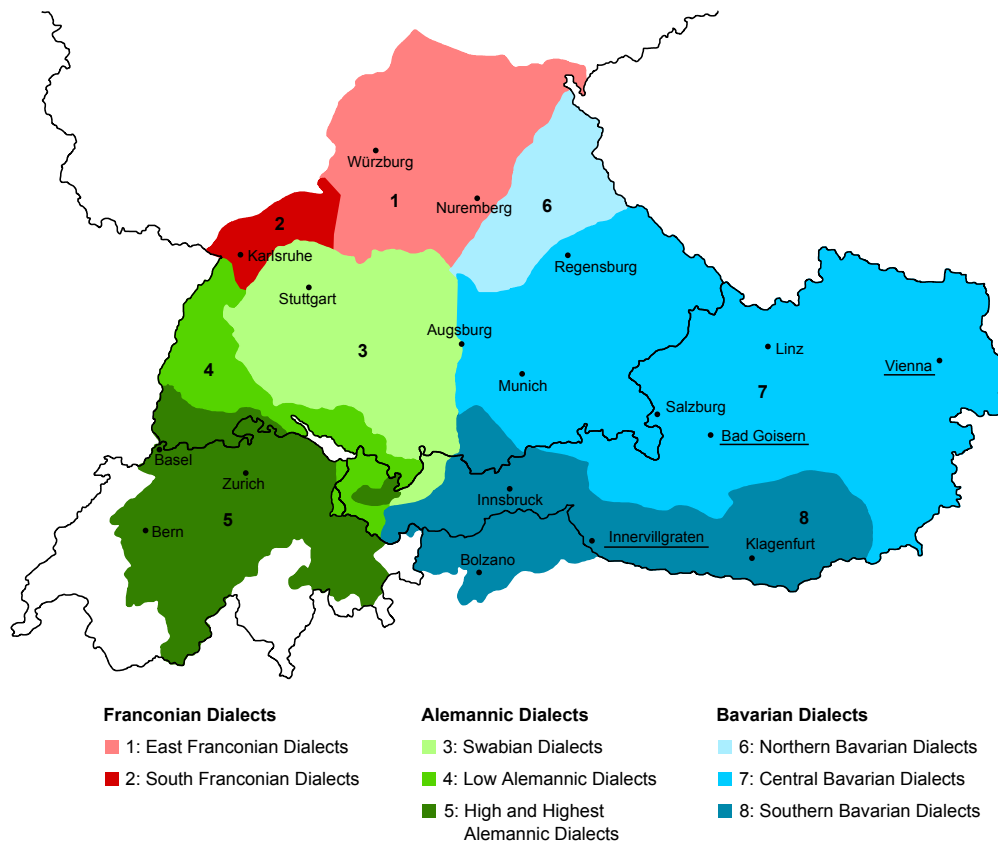 Würzburg
1
Nuremberg
6
2
Karlsruhe
Regensburg
Stuttgart
Augsburg
3
Linz
4
Vienna
Munich
7
Salzburg
Bad Goisern
Basel
Zurich
Innsbruck
5
8
Bern
Innervillgraten
Klagenfurt
Bolzano
Franconian Dialects
1: East Franconian Dialects
2: South Franconian Dialects
Alemannic Dialects
3: Swabian Dialects
4: Low Alemannic Dialects
5: High and Highest
Alemannic Dialects
Bavarian Dialects
6: Northern Bavarian Dialects
7: Central Bavarian Dialects
8: Southern Bavarian Dialects